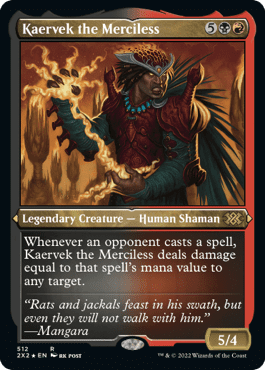 Kaervek the Merciless 5
Legendary Creature — Human Shaman
Whenever an opponent casts a spell,
Kaervek the Merciless deals damage
equal to that spell's mana value to
any target.
"Rats and jackals feast in his swath, but
even they will not walk with him."
—Mangara
5/4
512 R
2X2 ★ EN RK POST
™ & © 2022 Wizards of the Coast